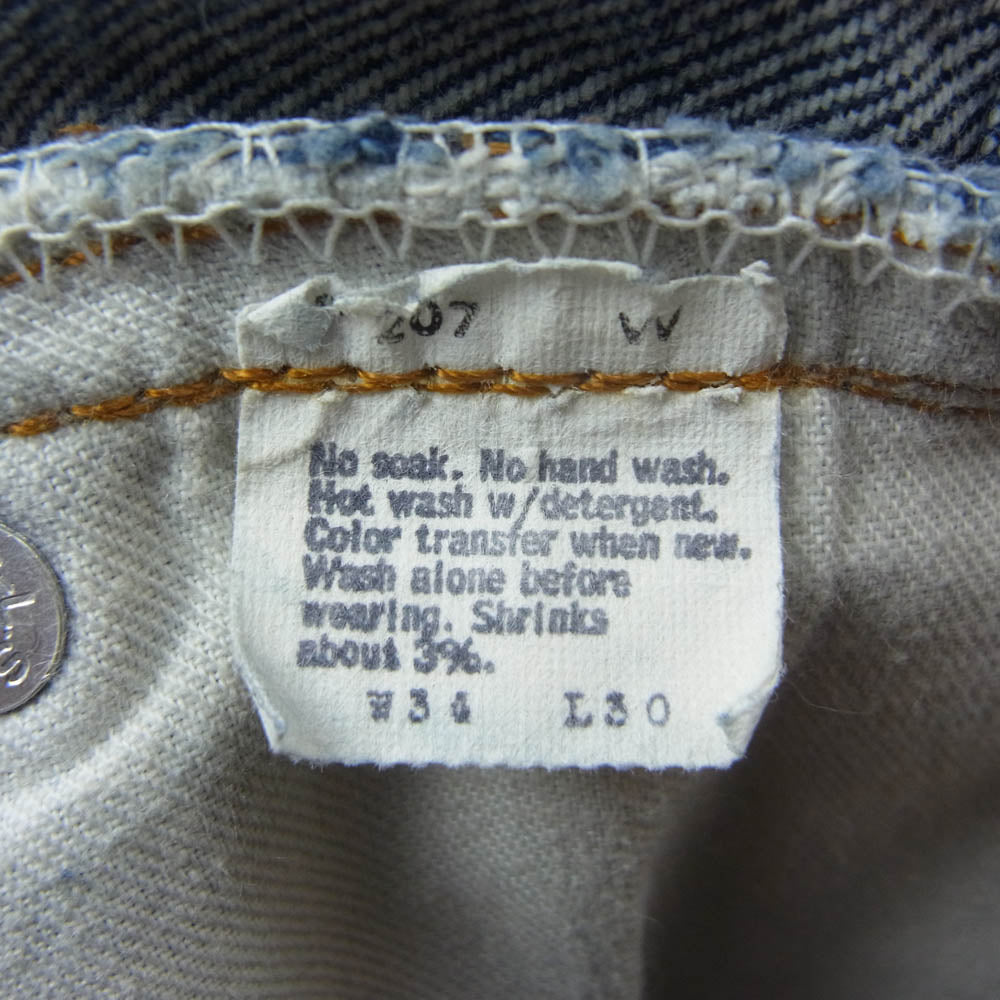 207 W
No soak. No hand wash.
Hot wash w/detergent.
Color transfer when new.
Wash alone before
wearing. Shrinks
about 3%.
W34 L30